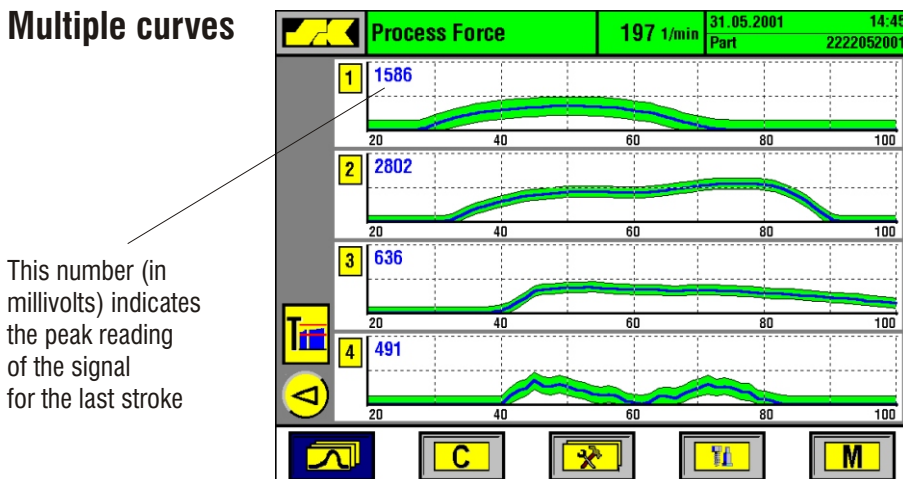 Multiple curves
Process Force
197 1/min
31.05.2001 14:45
Part 2222052001
1 1586
20 40 60 80 100
2 2802
20 40 60 80 100
3 636
20 40 60 80 100
4 491
20 40 60 80 100
This number (in
millivolts) indicates
the peak reading
of the signal
for the last stroke
T
C
M